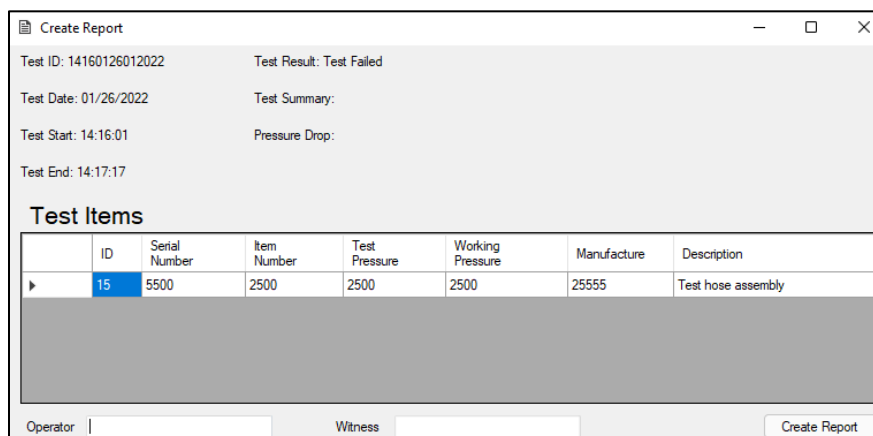 Create Report
Test ID: 14160126012022 Test Result: Test Failed
Test Date: 01/26/2022 Test Summary:
Test Start: 14:16:01 Pressure Drop:
Test End: 14:17:17
Test Items
ID Serial Number Item Number Test Pressure Working Pressure Manufacture Description
15 5500 2500 2500 2500 25555 Test hose assembly
Operator Witness Create Report